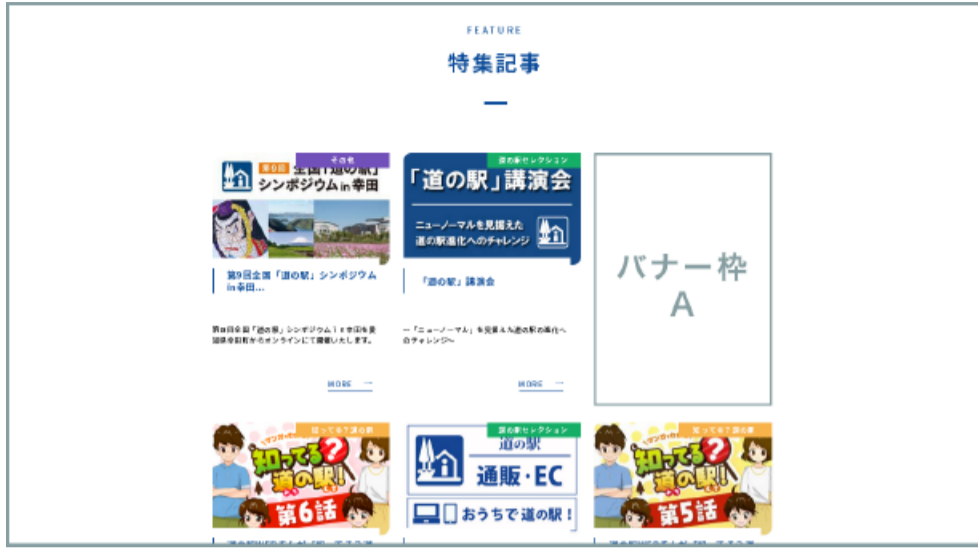 FEATURE
特集記事
その他
第9回 全国「道の駅」
シンポジウム in 幸田
第9回全国「道の駅」シンポジウム
in幸田...
第9回全国「道の駅」シンポジウムin幸田を愛
知県幸田町からオンラインにて開催いたします。
MORE
道の駅セレクション
「道の駅」講演会
ニューノーマルを見据えた
道の駅進化へのチャレンジ
「道の駅」講演会
ー「ニューノーマル」を見据えた道の駅の進化へ
のチャレンジ〜
MORE
バナー枠
A
知ってる?道の駅
知ってる?
道の駅!
第6話
道の駅セレクション
道の駅
通販・EC
おうちで道の駅!
知ってる?道の駅
知ってる?
道の駅!
第5話